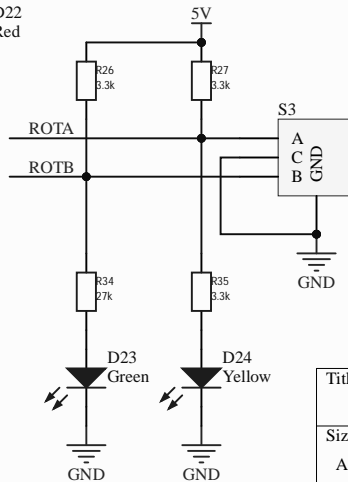 D22
Red
5V
R26
3.3k
R27
3.3k
S3
ROTA
A
C
GND
ROTB
B
GND
R34
27k
R35
3.3k
D23
Green
D24
Yellow
GND
GND
Titl
Siz
A